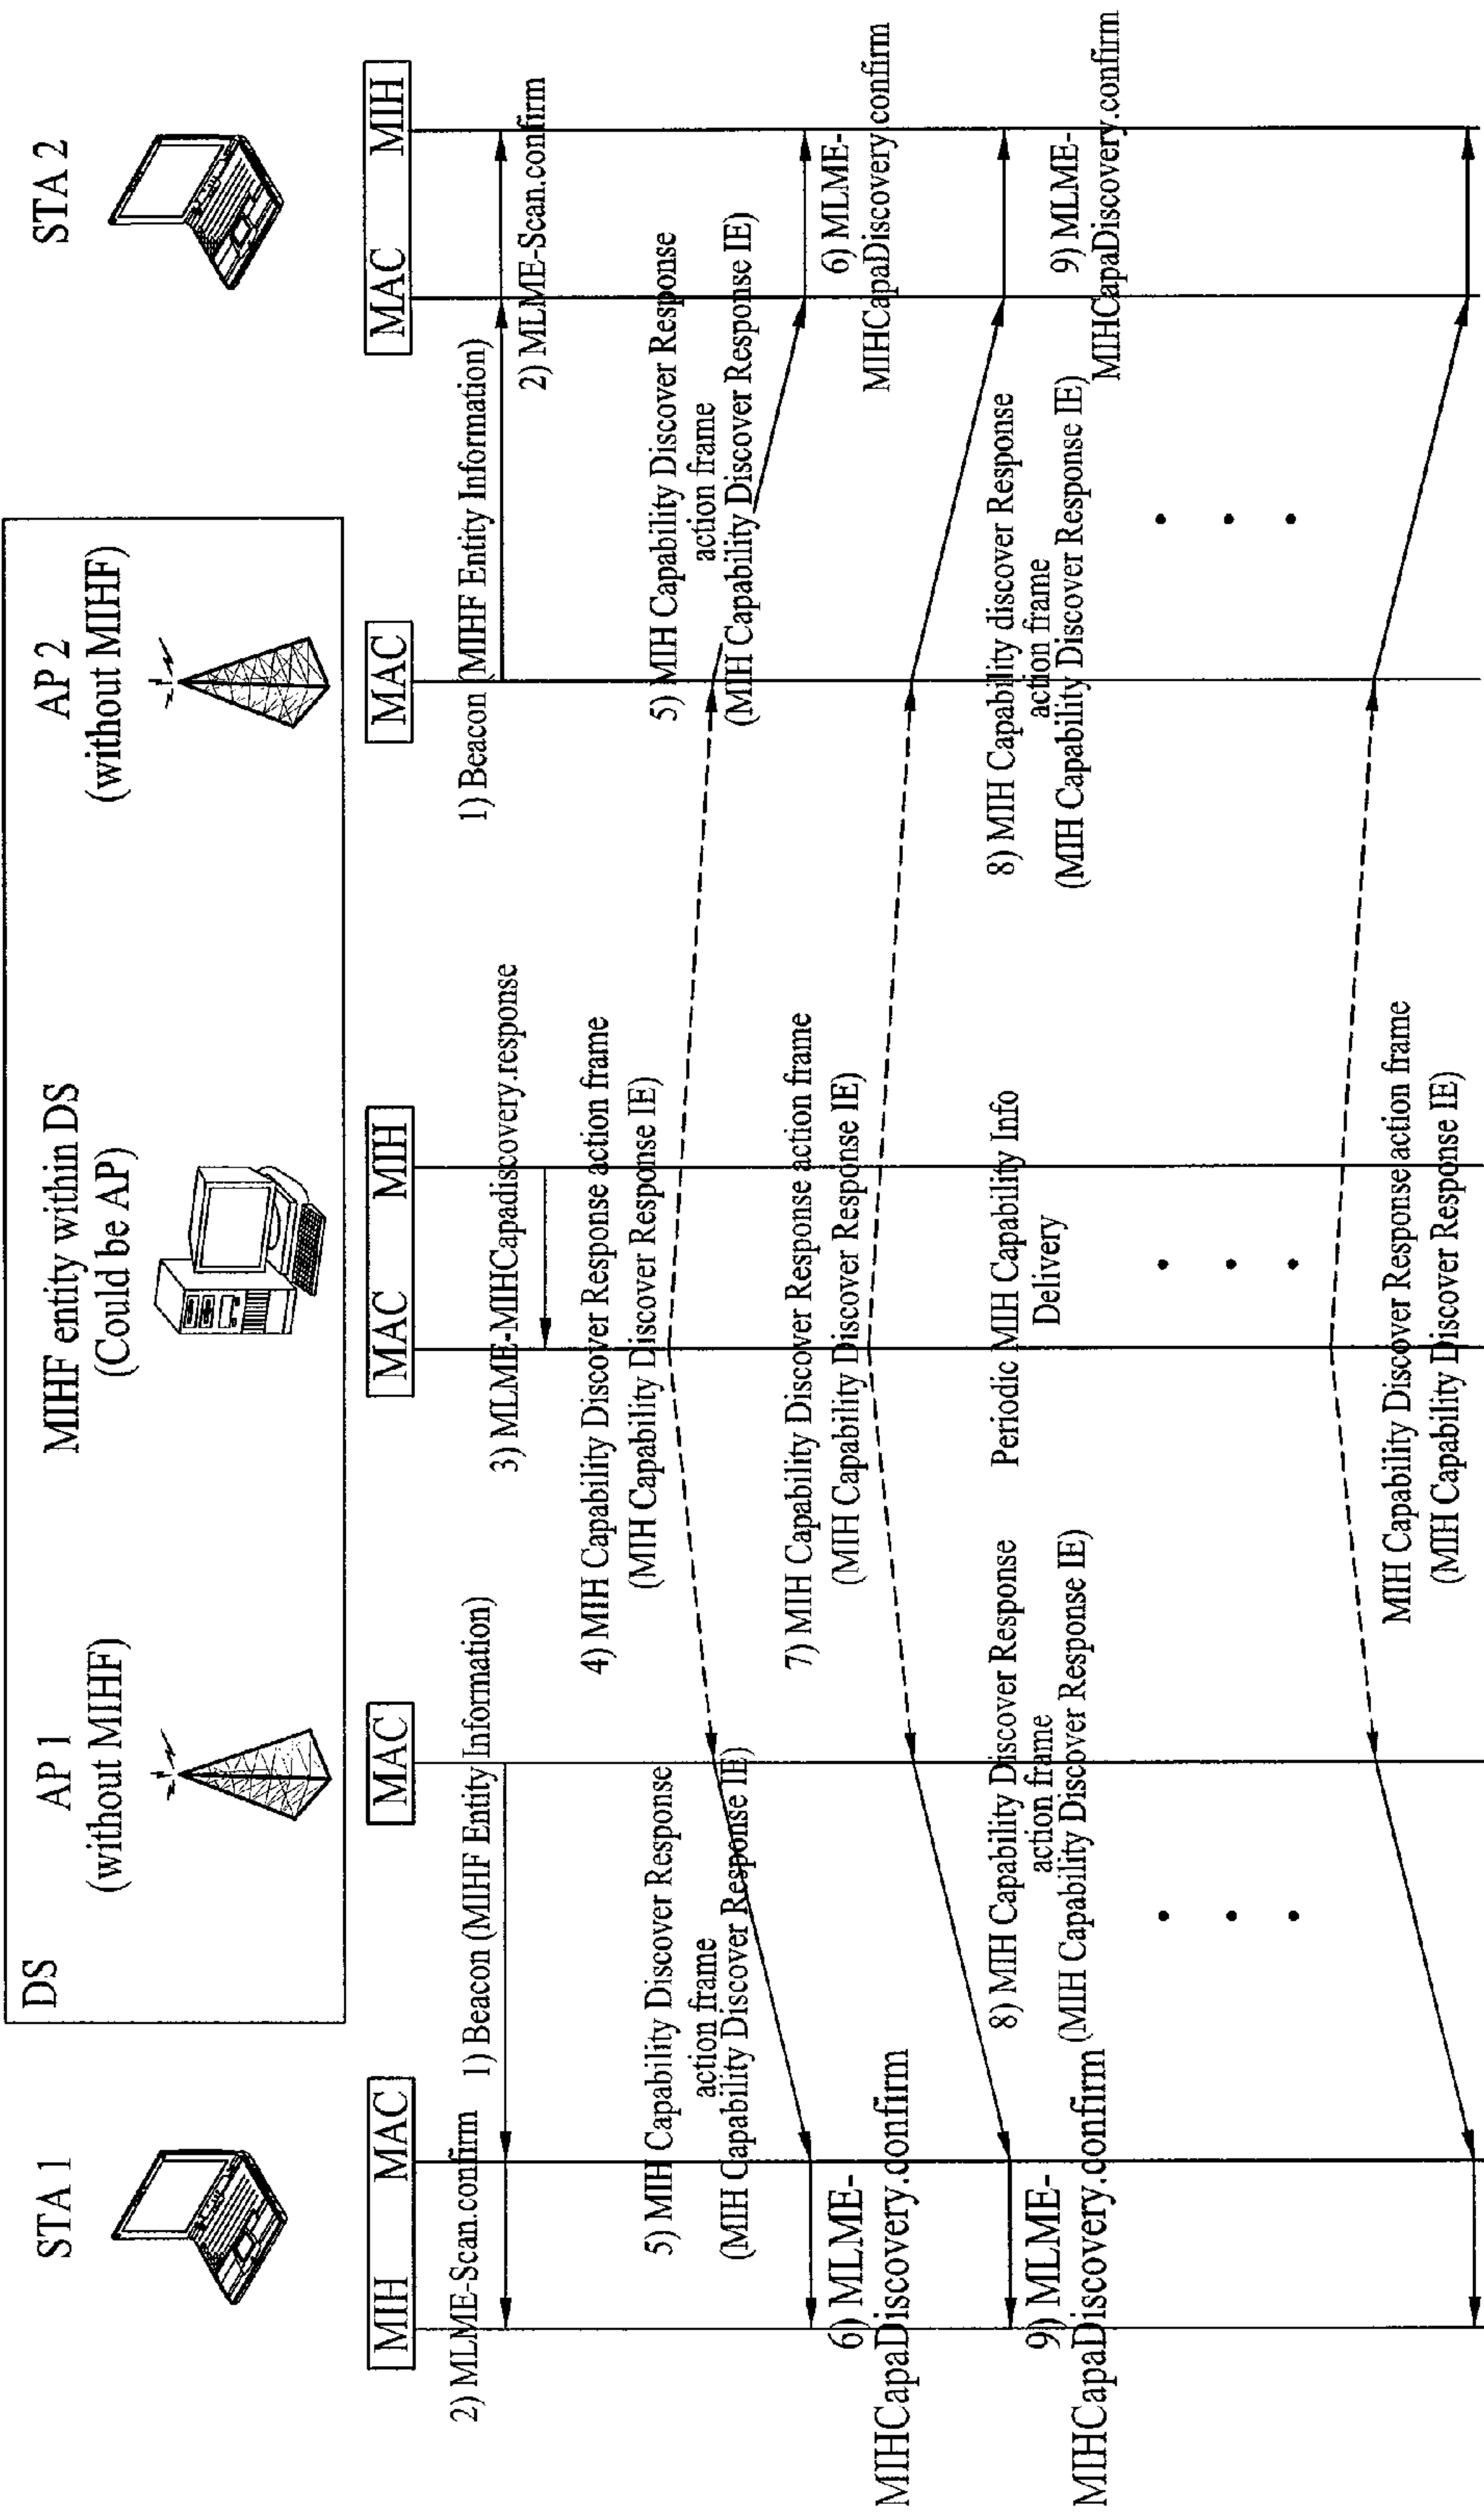 STA 1
DS
AP 1
(without MIHF)
MIHF entity within DS
(Could be AP)
AP 2
(without MIHF)
STA 2
MIH
MAC
MAC
MAC
MIH
MAC
MAC
MIH
2) MLME-Scan.confirm
1) Beacon (MIHF Entity Information)
3) MLME-MIHCapadiscovery.response
1) Beacon (MIHF Entity Information)
2) MLME-Scan.confirm
4) MIH Capability Discover Response action frame
(MIH Capability Discover Response IE)
5) MIH Capability Discover Response
action frame
(MIH Capability Discover Response IE)
5) MIH Capability Discover Response
action frame
(MIH Capability Discover Response IE)
6) MLME-
MIHCapaDiscovery.confirm
7) MIH Capability Discover Response action frame
(MIH Capability Discover Response IE)
6) MLME-
MIHCapaDiscovery.confirm
9) MLME-
MIHCapaDiscovery.confirm
8) MIH Capability Discover Response
action frame
(MIH Capability Discover Response IE)
Periodic MIH Capability Info
Delivery
8) MIH Capability discover Response
action frame
(MIH Capability Discover Response IE)
9) MLME-
MIHCapaDiscovery.confirm
MIH Capability Discover Response action frame
(MIH Capability Discover Response IE)